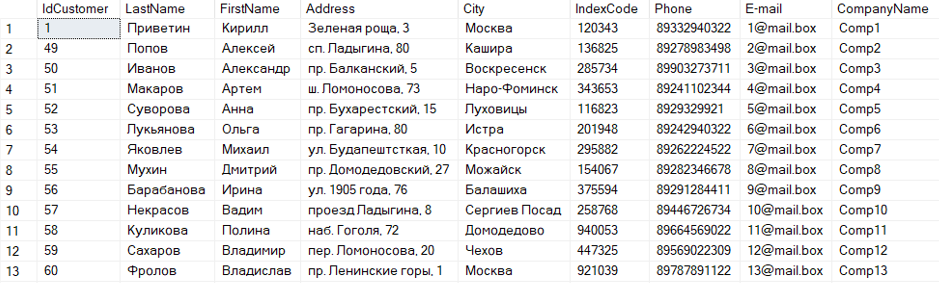 IdCustomer LastName FirstName Address City IndexCode Phone E-mail CompanyName
1 1 Приветин Кирилл Зеленая роща, 3 Москва 120343 89332940322 1@mail.box Comp1
2 49 Попов Алексей сп. Ладыгина, 80 Кашира 136825 89278983498 2@mail.box Comp2
3 50 Иванов Александр пр. Балканский, 5 Воскресенск 285734 89903273711 3@mail.box Comp3
4 51 Макаров Артем ш. Ломоносова, 73 Наро-Фоминск 343653 89241102344 4@mail.box Comp4
5 52 Суворова Анна пр. Бухарестский, 15 Луховицы 116823 8929329921 5@mail.box Comp5
6 53 Лукьянова Ольга пр. Гагарина, 80 Истра 201948 89242940322 6@mail.box Comp6
7 54 Яковлев Михаил ул. Будапештсткая, 10 Красногорск 295882 89262224522 7@mail.box Comp7
8 55 Мухин Дмитрий пр. Домодедовский, 27 Можайск 154067 89282346678 8@mail.box Comp8
9 56 Барабанова Ирина ул. 1905 года, 76 Балашиха 375594 89291284411 9@mail.box Comp9
10 57 Некрасов Вадим проезд Ладыгина, 8 Сергиев Посад 258768 89446726734 10@mail.box Comp10
11 58 Куликова Полина наб. Гоголя, 72 Домодедово 940053 89664569022 11@mail.box Comp11
12 59 Сахаров Владимир пер. Ломоносова, 20 Чехов 447325 89569022309 12@mail.box Comp12
13 60 Фролов Владислав пр. Ленинские горы, 1 Москва 921039 89787891122 13@mail.box Comp13